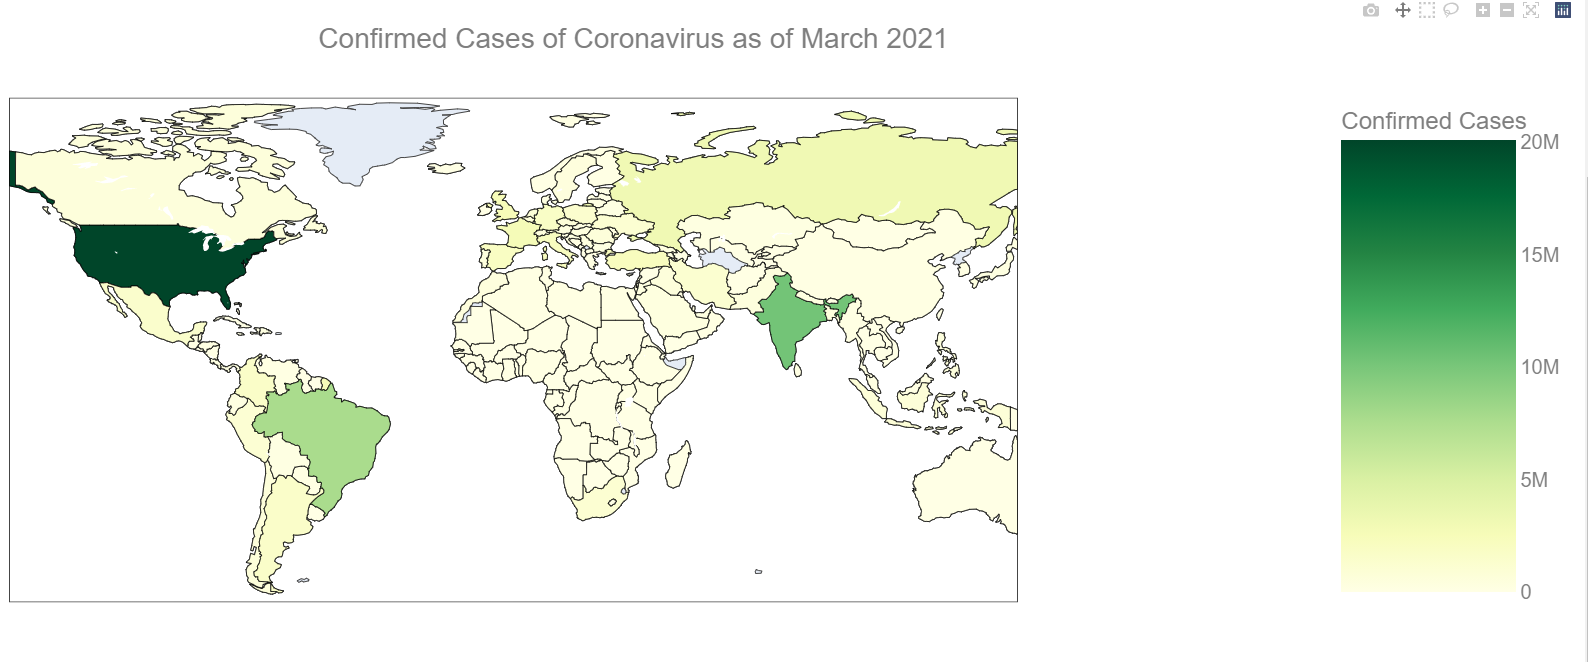 Confirmed Cases of Coronavirus as of March 2021
Confirmed Cases
20M
15M
10M
5M
0